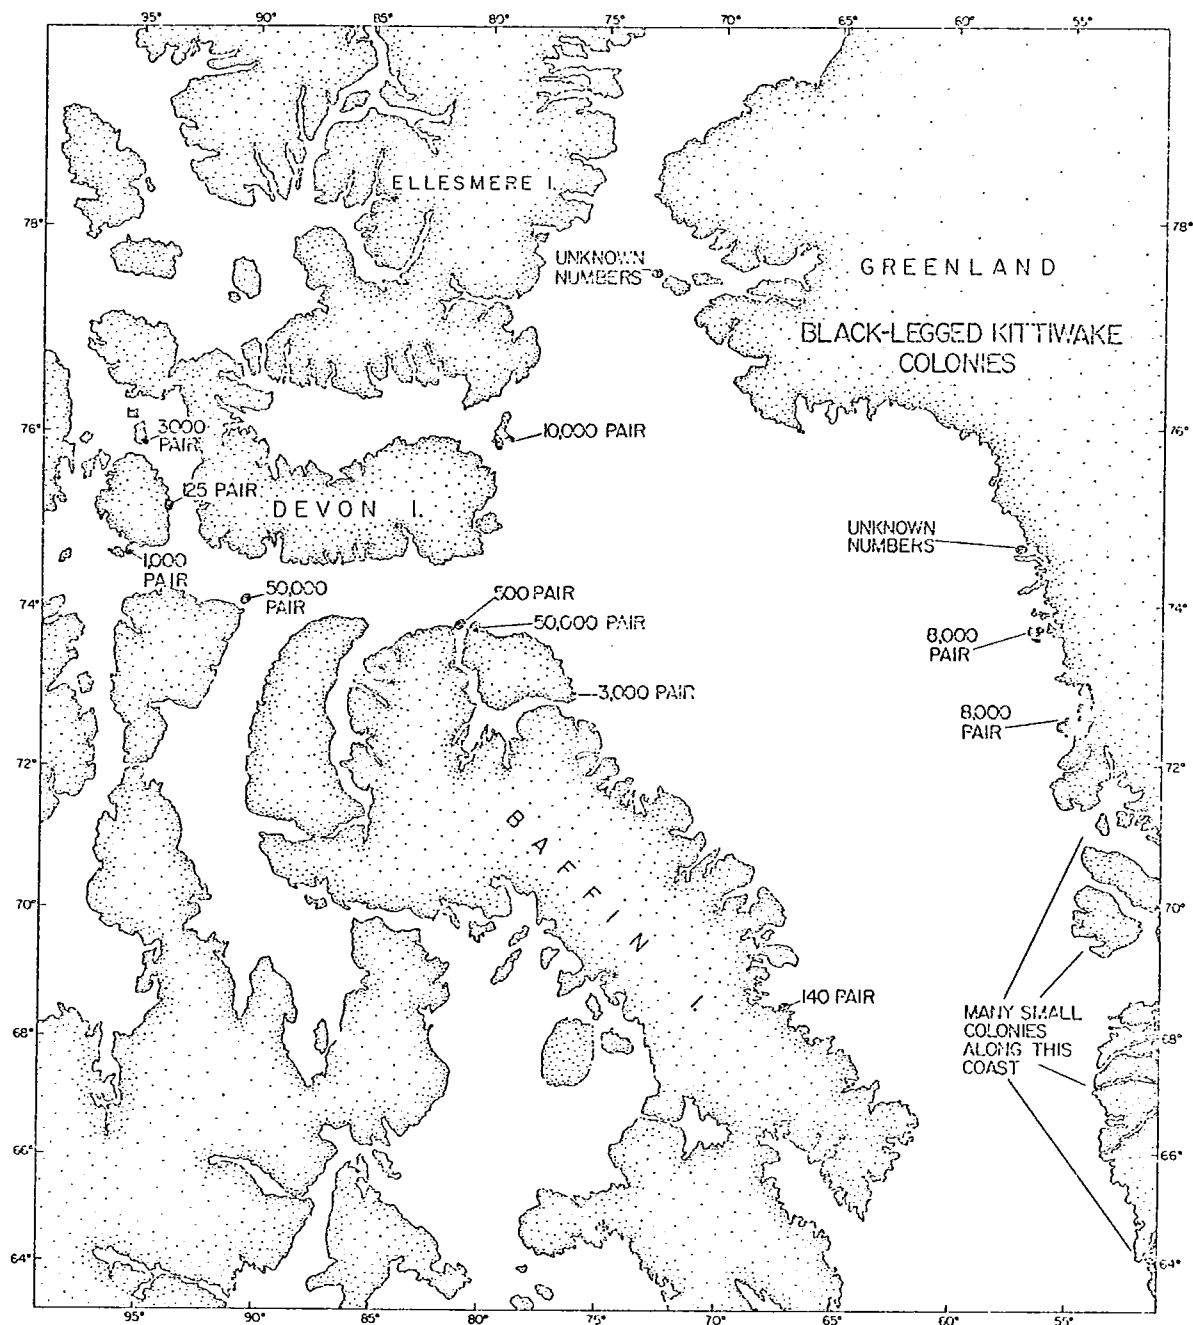 35° 90° 85° 80° 75° 70° 65° 60° 55°
ELLESMERE I.
78° 78°
UNKNOWN
NUMBERS
GREENLAND
BLACK-LEGGED KITTIWAKE
COLONIES
76° 76°
3000
PAIR
10,000 PAIR
125 PAIR
DEVON I.
UNKNOWN
NUMBERS
1,000
PAIR
50,000
PAIR
500 PAIR
50,000 PAIR
74° 74°
8,000
PAIR
3,000 PAIR
8,000
PAIR
72° 72°
BAFFIN I.
70° 70°
140 PAIR
MANY SMALL
COLONIES
ALONG THIS
COAST
68° 68°
66° 66°
64° 64°
95° 90° 85° 80° 75° 70° 65° 60° 55°